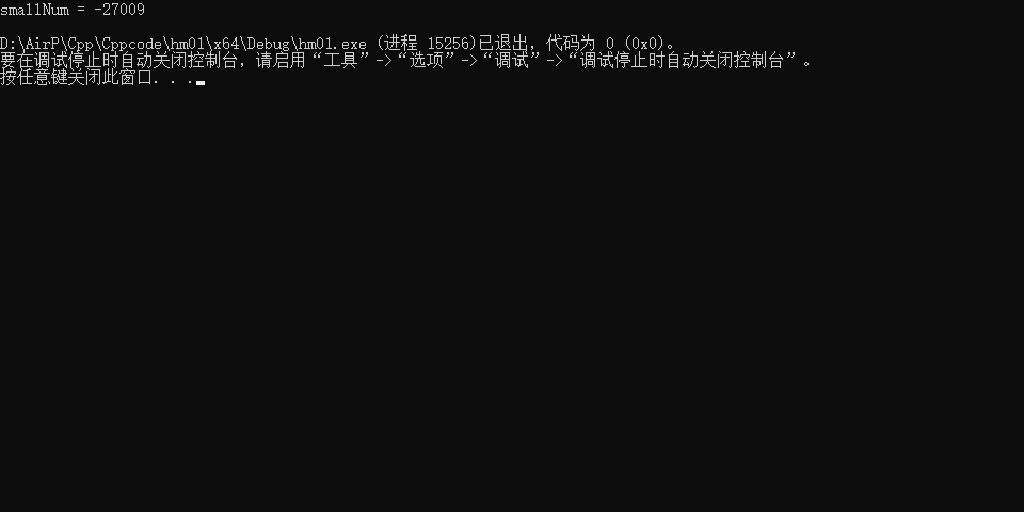 smallNum = -27009
D:\AirP\Cpp\Cppcode\hm01\x64\Debug\hm01.exe (进程 15256)已退出，代码为 0 (0x0)。
要在调试停止时自动关闭控制台，请启用“工具”->“选项”->“调试”->“调试停止时自动关闭控制台”。
按任意键关闭此窗口. . .